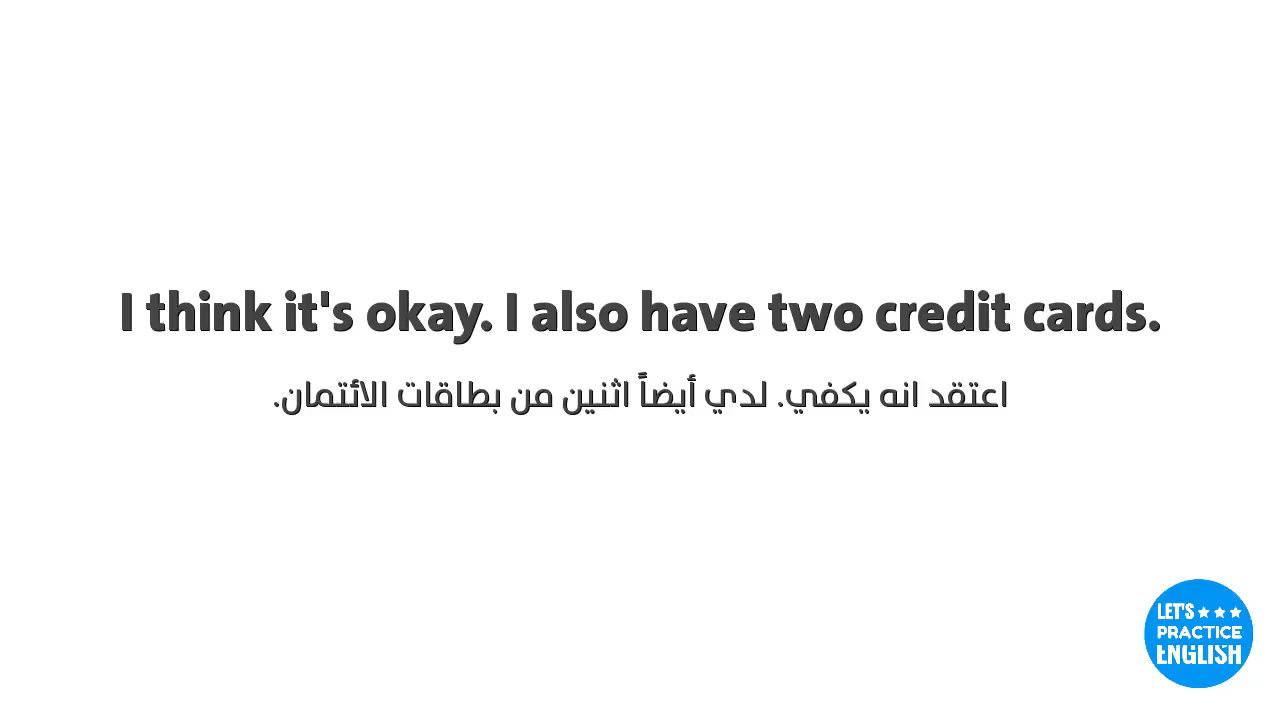 I think it's okay. I also have two credit cards.
اعتقد انه يكفي. لدي أيضاً اثنين من بطاقات الائتمان.
LET'S
PRACTICE
ENGLISH